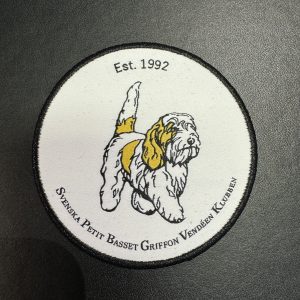 Est. 1992
Svenska Petit Basset Griffon Vendéen Klubben